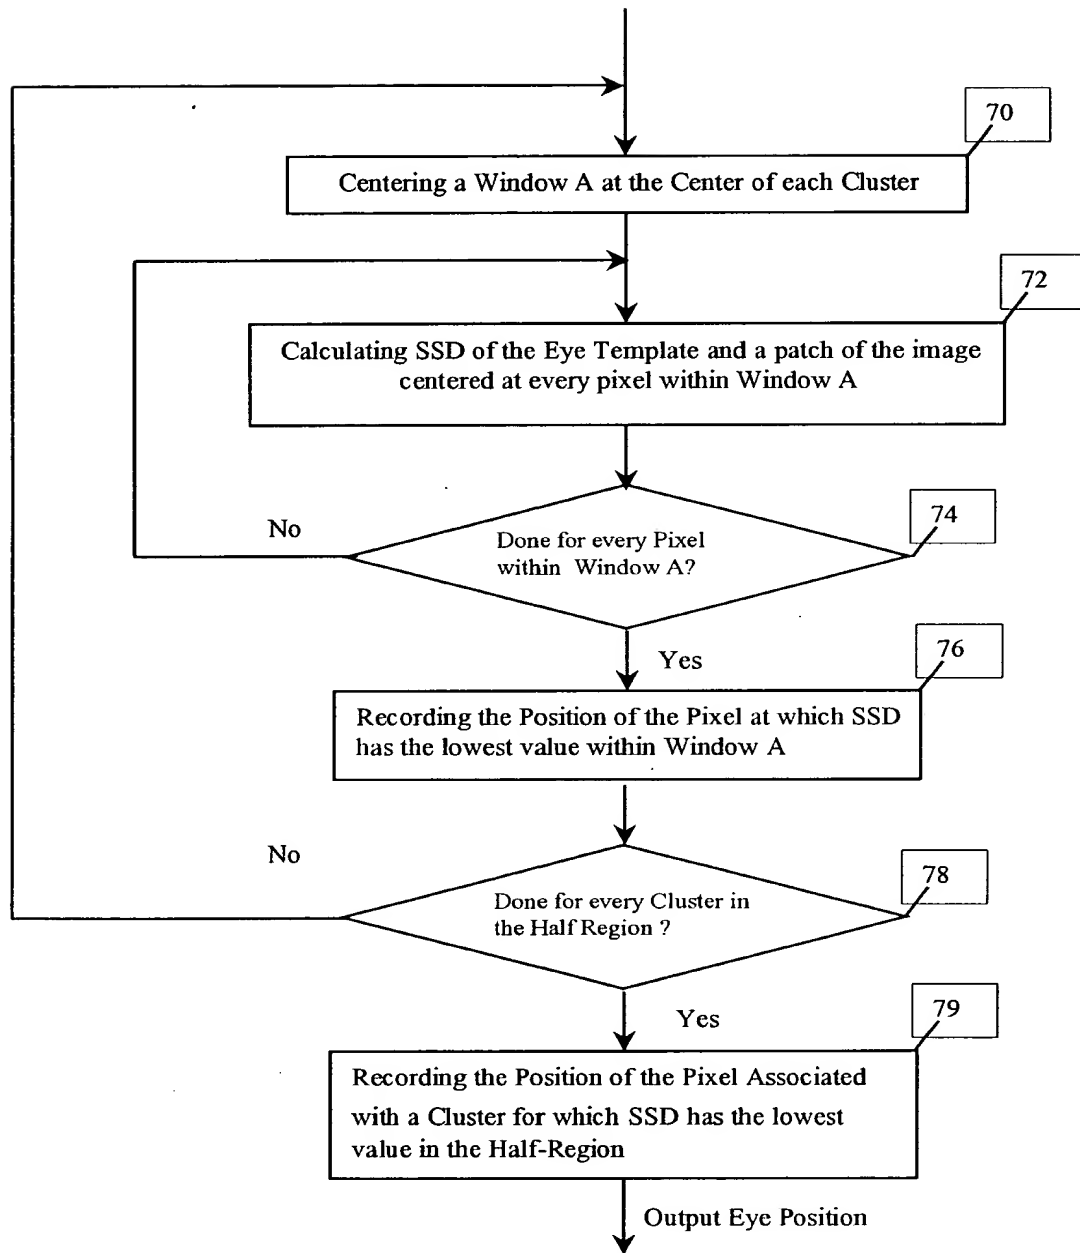 70
Centering a Window A at the Center of each Cluster
72
Calculating SSD of the Eye Template and a patch of the image
centered at every pixel within Window A
No
74
Done for every Pixel
within Window A?
Yes
76
Recording the Position of the Pixel at which SSD
has the lowest value within Window A
No
78
Done for every Cluster in
the Half Region ?
Yes
79
Recording the Position of the Pixel Associated
with a Cluster for which SSD has the lowest
value in the Half-Region
Output Eye Position